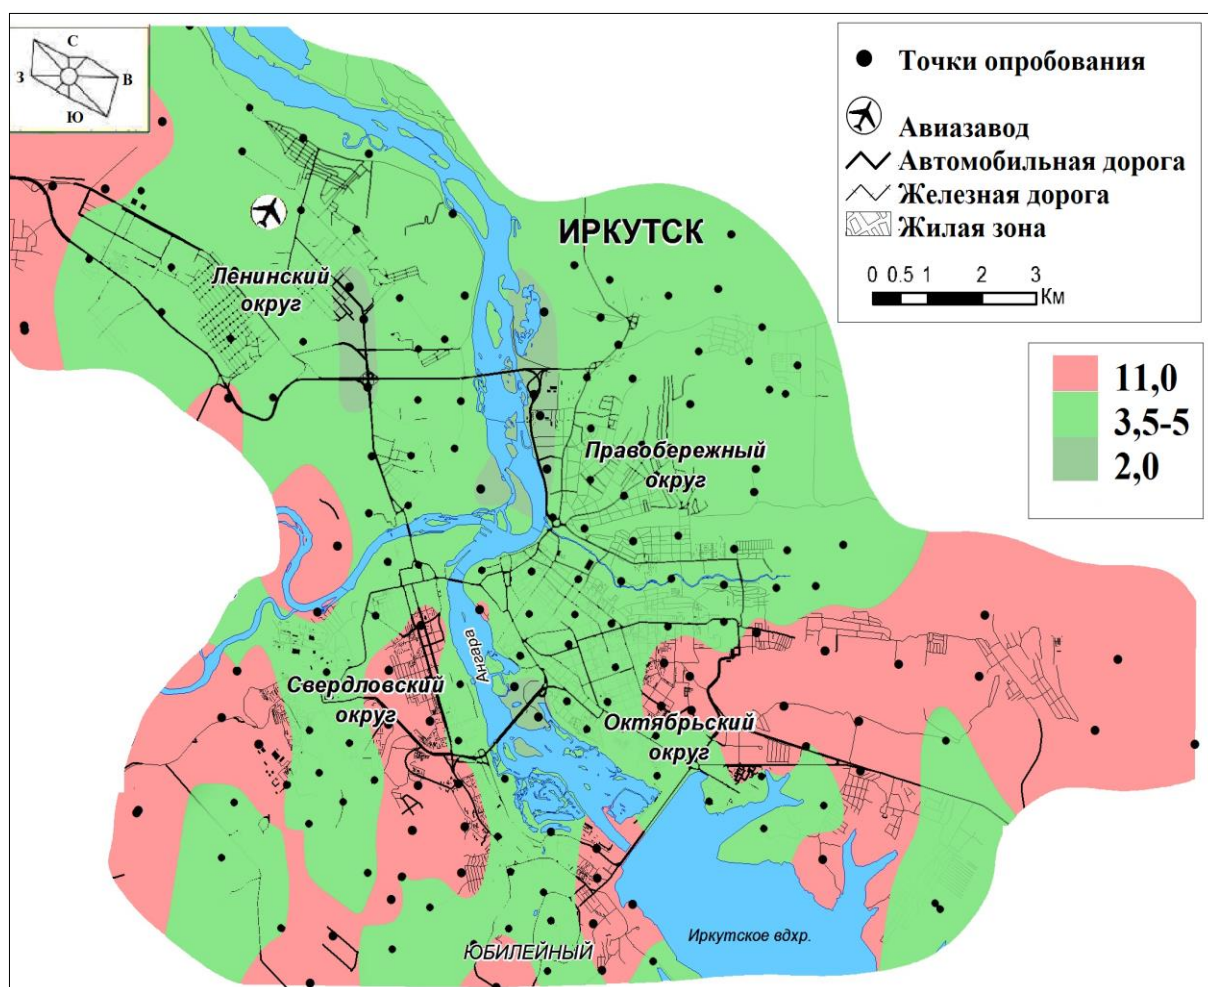 С
З
В
Ю
Точки опробования
Авиазавод
Автомобильная дорога
Железная дорога
Жилая зона
0 0.5 1 2 3
Км
ИРКУТСК
Ленинский
округ
11,0
3,5-5
2,0
Правобережный
округ
Ангара
Свердловский
округ
Октябрьский
округ
Иркутское вдхр.
ЮБИЛЕЙНЫЙ